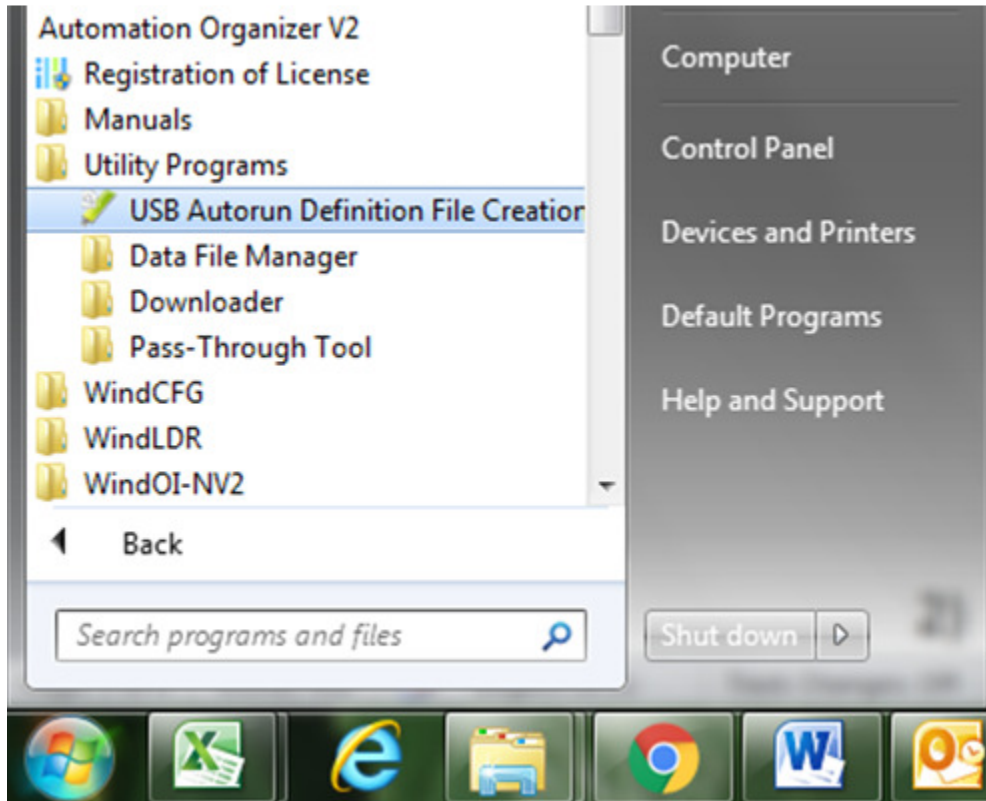 Automation Organizer V2
Registration of License
Manuals
Utility Programs
USB Autorun Definition File Creation
Data File Manager
Downloader
Pass-Through Tool
WindCFG
WindLDR
WindOI-NV2
Back
Search programs and files
Computer
Control Panel
Devices and Printers
Default Programs
Help and Support
Shut down
2)